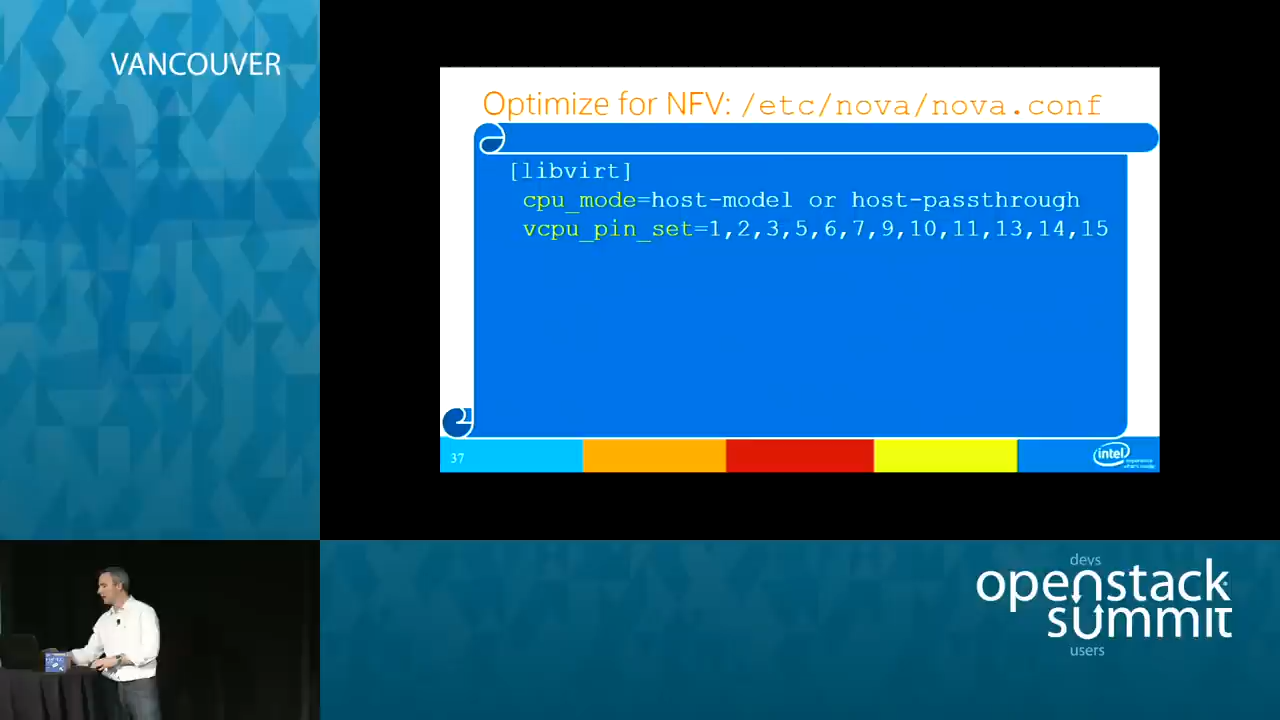 VANCOUVER
Optimize for NFV: /etc/nova/nova.conf
[libvirt]
cpu_mode=host-model or host-passthrough
vcpu_pin_set=1,2,3,5,6,7,9,10,11,13,14,15
37
intel
devs
openstack
summit
users